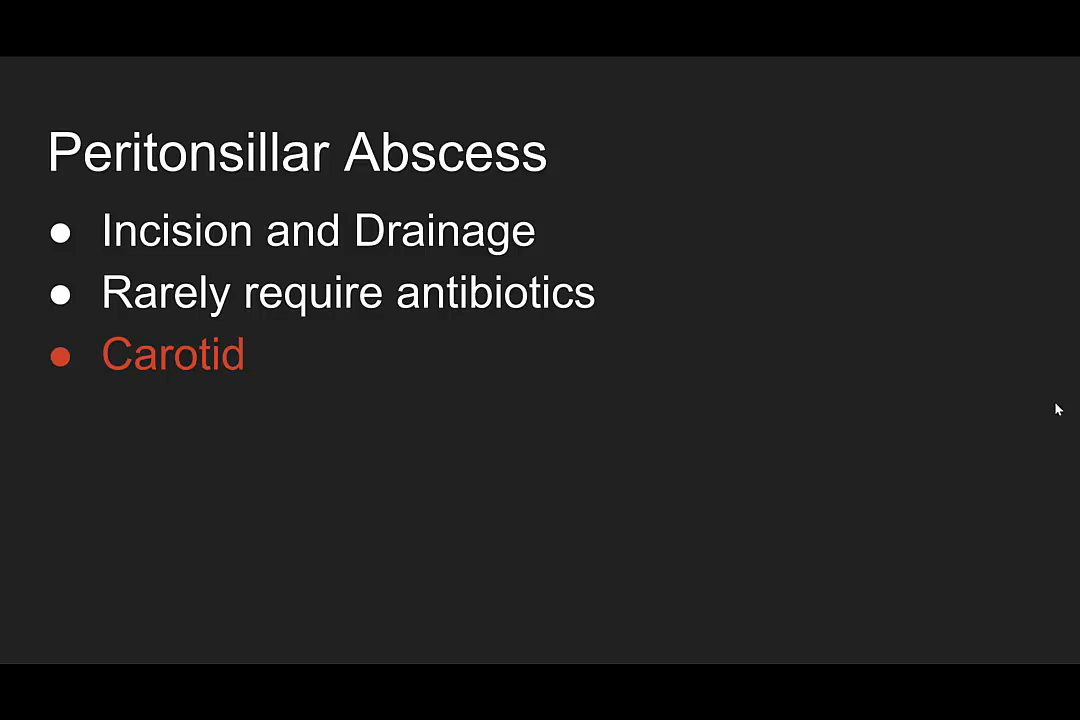 Peritonsillar Abscess
● Incision and Drainage
● Rarely require antibiotics
● Carotid